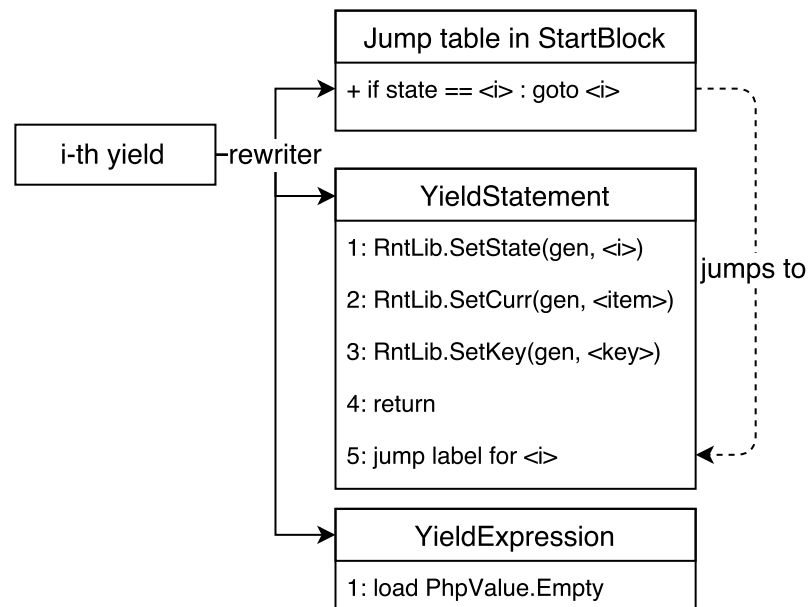 Jump table in StartBlock
+ if state == <i> : goto <i>
i-th yield
rewriter
YieldStatement
1: RntLib.SetState(gen, <i>)
2: RntLib.SetCurr(gen, <item>)
3: RntLib.SetKey(gen, <key>)
4: return
5: jump label for <i>
jumps to
YieldExpression
1: load PhpValue.Empty